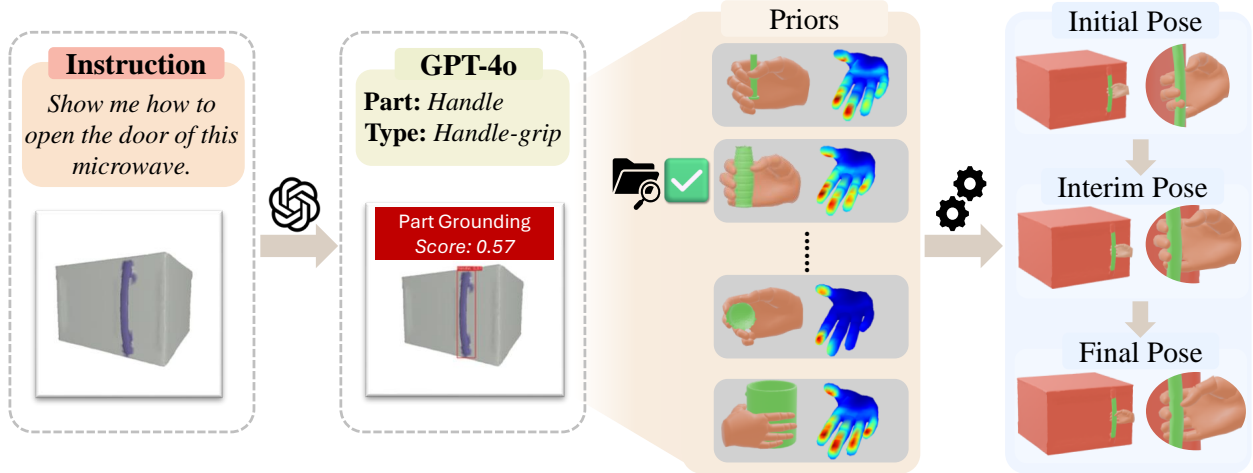 Instruction
Show me how to
open the door of this
microwave.
GPT-4o
Part: Handle
Type: Handle-grip
Part Grounding
Score: 0.57
Priors
Initial Pose
Interim Pose
Final Pose